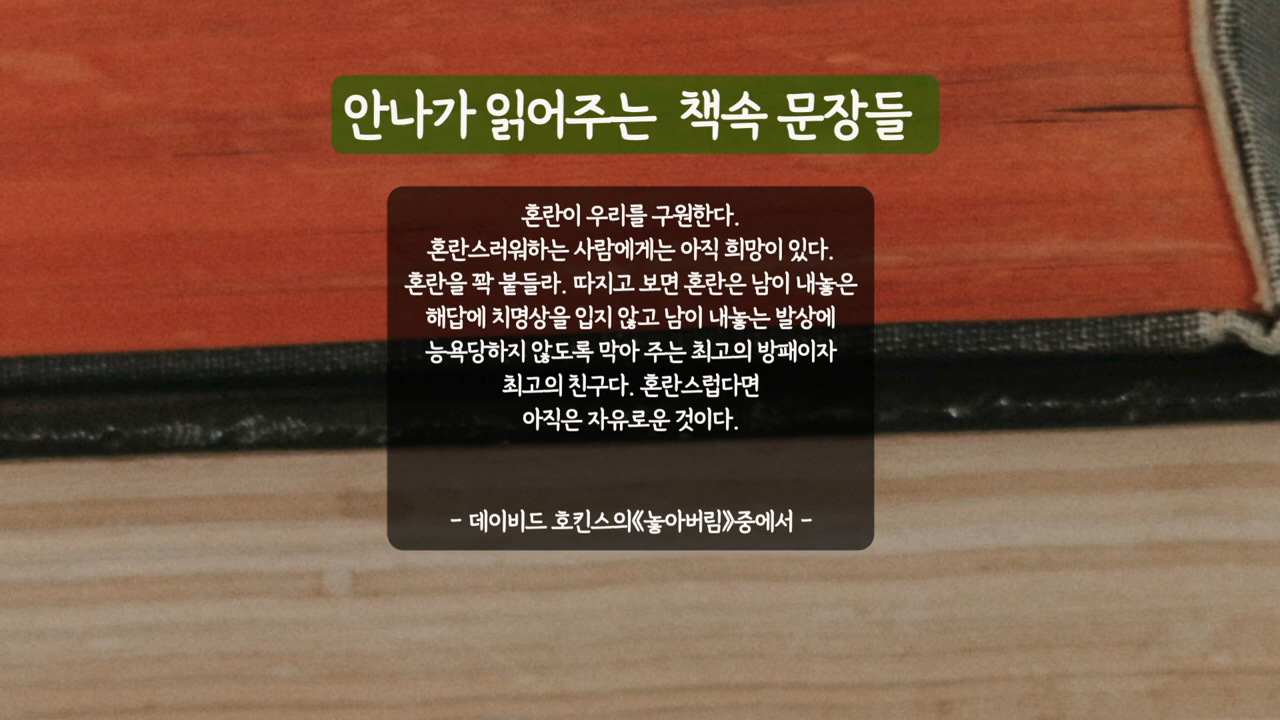 안나가 읽어주는 책속 문장들
혼란이 우리를 구원한다.
혼란스러워하는 사람에게는 아직 희망이 있다.
혼란을 꽉 붙들라. 따지고 보면 혼란은 남이 내놓은
해답에 치명상을 입지 않고 남이 내놓는 발상에
능욕당하지 않도록 막아 주는 최고의 방패이자
최고의 친구다. 혼란스럽다면
아직은 자유로운 것이다.
- 데이비드 호킨스의《놓아버림》중에서 -